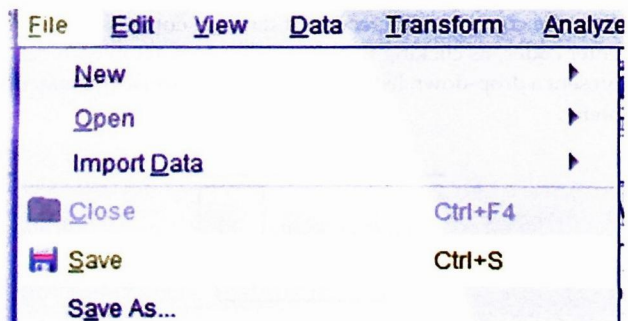 File Edit View Data Transform Analyze
New
Open
Import Data
Close Ctrl+F4
Save Ctrl+S
Save As...